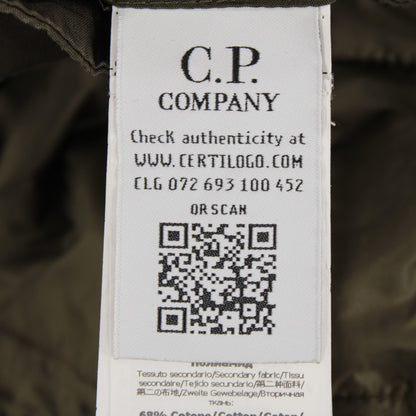 C.P.
COMPANY
Check authenticity at
WWW.CERTILOGO.COM
CLG 072 693 100 452
OR SCAN
Полиамид
Tessuto secondario/Secondary fabric/Tissu
secondaire/Tejido secundario/第二种面料/
第二の布地/Zweite Gewebelage/Вторичная
ткань:
68% Cotone/Cotton/Coton/